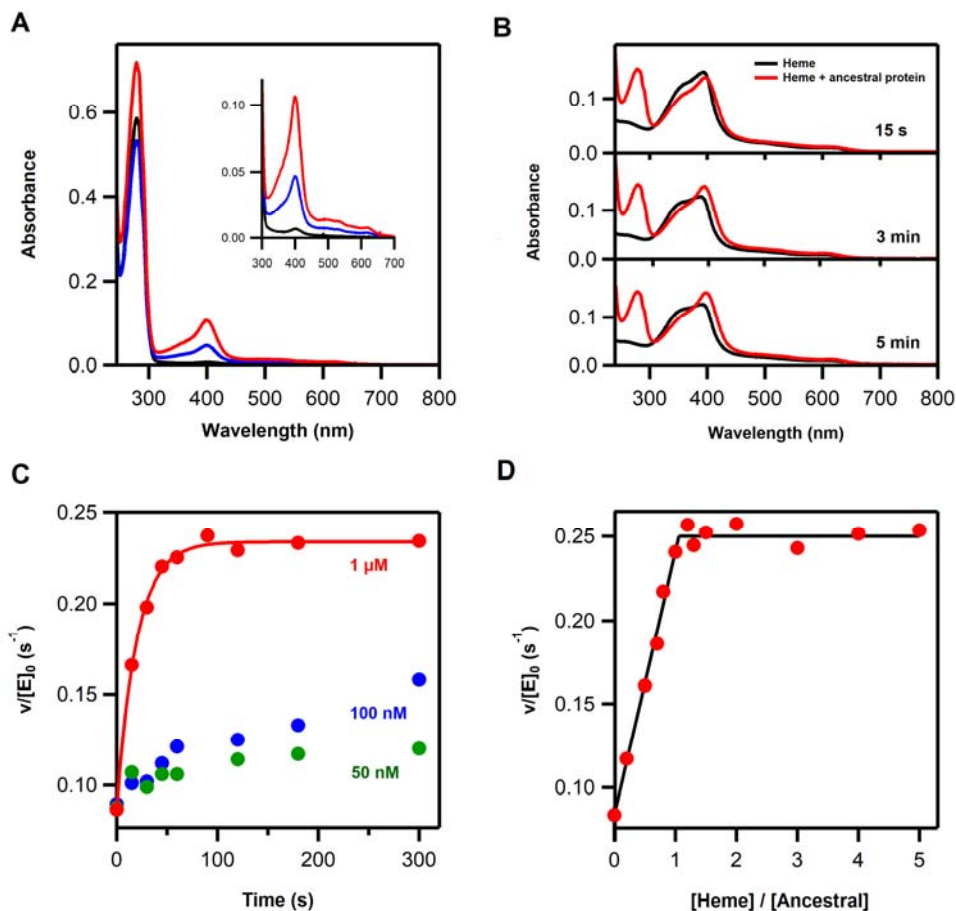 A
Absorbance
0.6
0.4
0.2
0.0
300 400 500 600 700 800
Wavelength (nm)
0.10
0.05
0.00
300 400 500 600 700
B
Absorbance
Heme
Heme + ancestral protein
0.1
0.0
15 s
0.1
0.0
3 min
0.1
0.0
5 min
300 400 500 600 700 800
Wavelength (nm)
C
v/[E]₀ (s⁻¹)
0.25
0.20
0.15
0.10
1 µM
100 nM
50 nM
0 100 200 300
Time (s)
D
v/[E]₀ (s⁻¹)
0.25
0.20
0.15
0.10
0 1 2 3 4 5
[Heme] / [Ancestral]